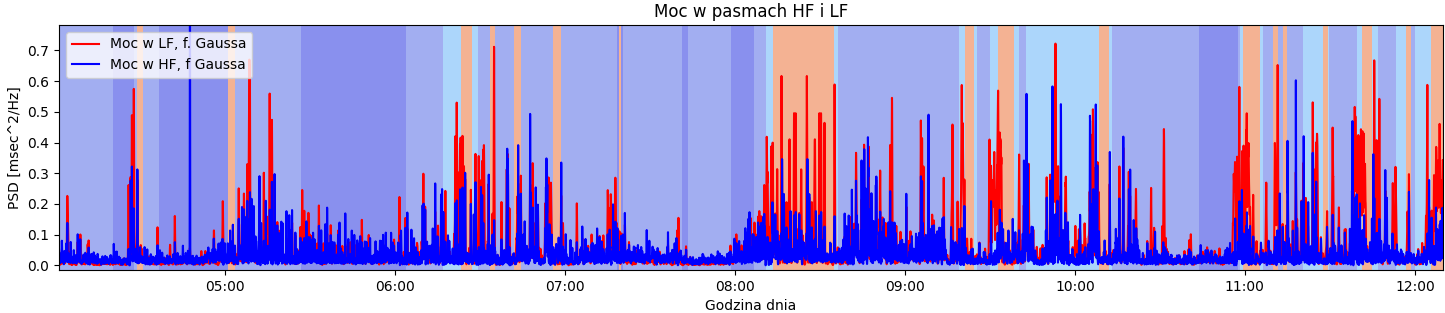 Moc w pasmach HF i LF
Moc w LF, f. Gaussa
Moc w HF, f Gaussa
PSD [msec^2/Hz]
0.7
0.6
0.5
0.4
0.3
0.2
0.1
0.0
05:00 06:00 07:00 08:00 09:00 10:00 11:00 12:00
Godzina dnia